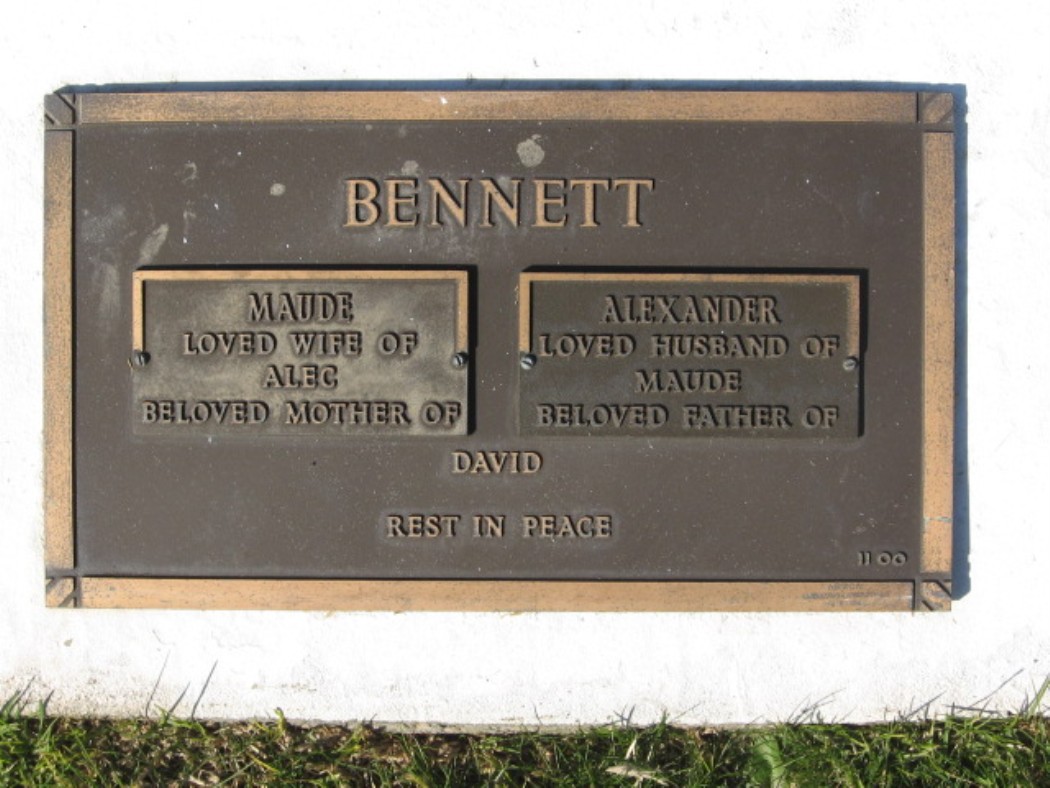 BENNETT
MAUDE
LOVED WIFE OF
ALEC
BELOVED MOTHER OF
ALEXANDER
LOVED HUSBAND OF
MAUDE
BELOVED FATHER OF
DAVID
REST IN PEACE
11 00